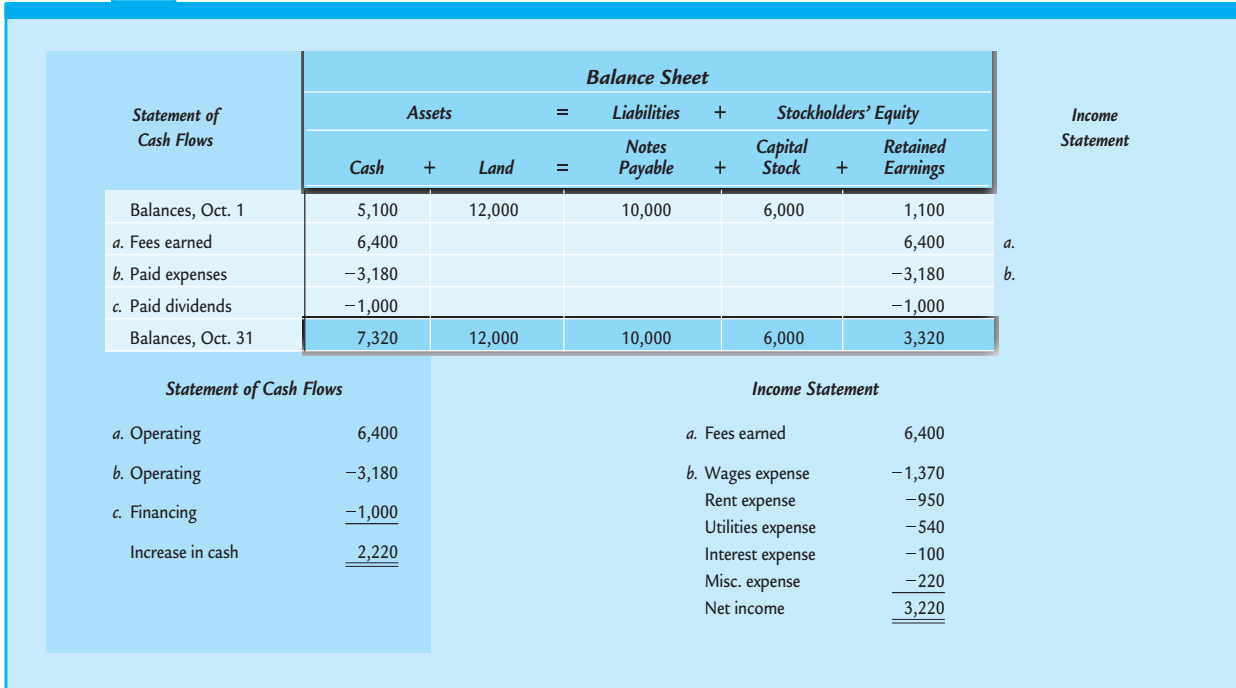 Balance Sheet
Statement of Cash Flows
Assets = Liabilities + Stockholders' Equity
Income Statement
Cash + Land = Notes Payable + Capital Stock + Retained Earnings
Balances, Oct. 1 5,100 12,000 10,000 6,000 1,100
a. Fees earned 6,400 6,400 a.
b. Paid expenses −3,180 −3,180 b.
c. Paid dividends −1,000 −1,000
Balances, Oct. 31 7,320 12,000 10,000 6,000 3,320
Statement of Cash Flows
a. Operating 6,400
b. Operating −3,180
c. Financing −1,000
Increase in cash 2,220
Income Statement
a. Fees earned 6,400
b. Wages expense −1,370
Rent expense −950
Utilities expense −540
Interest expense −100
Misc. expense −220
Net income 3,220